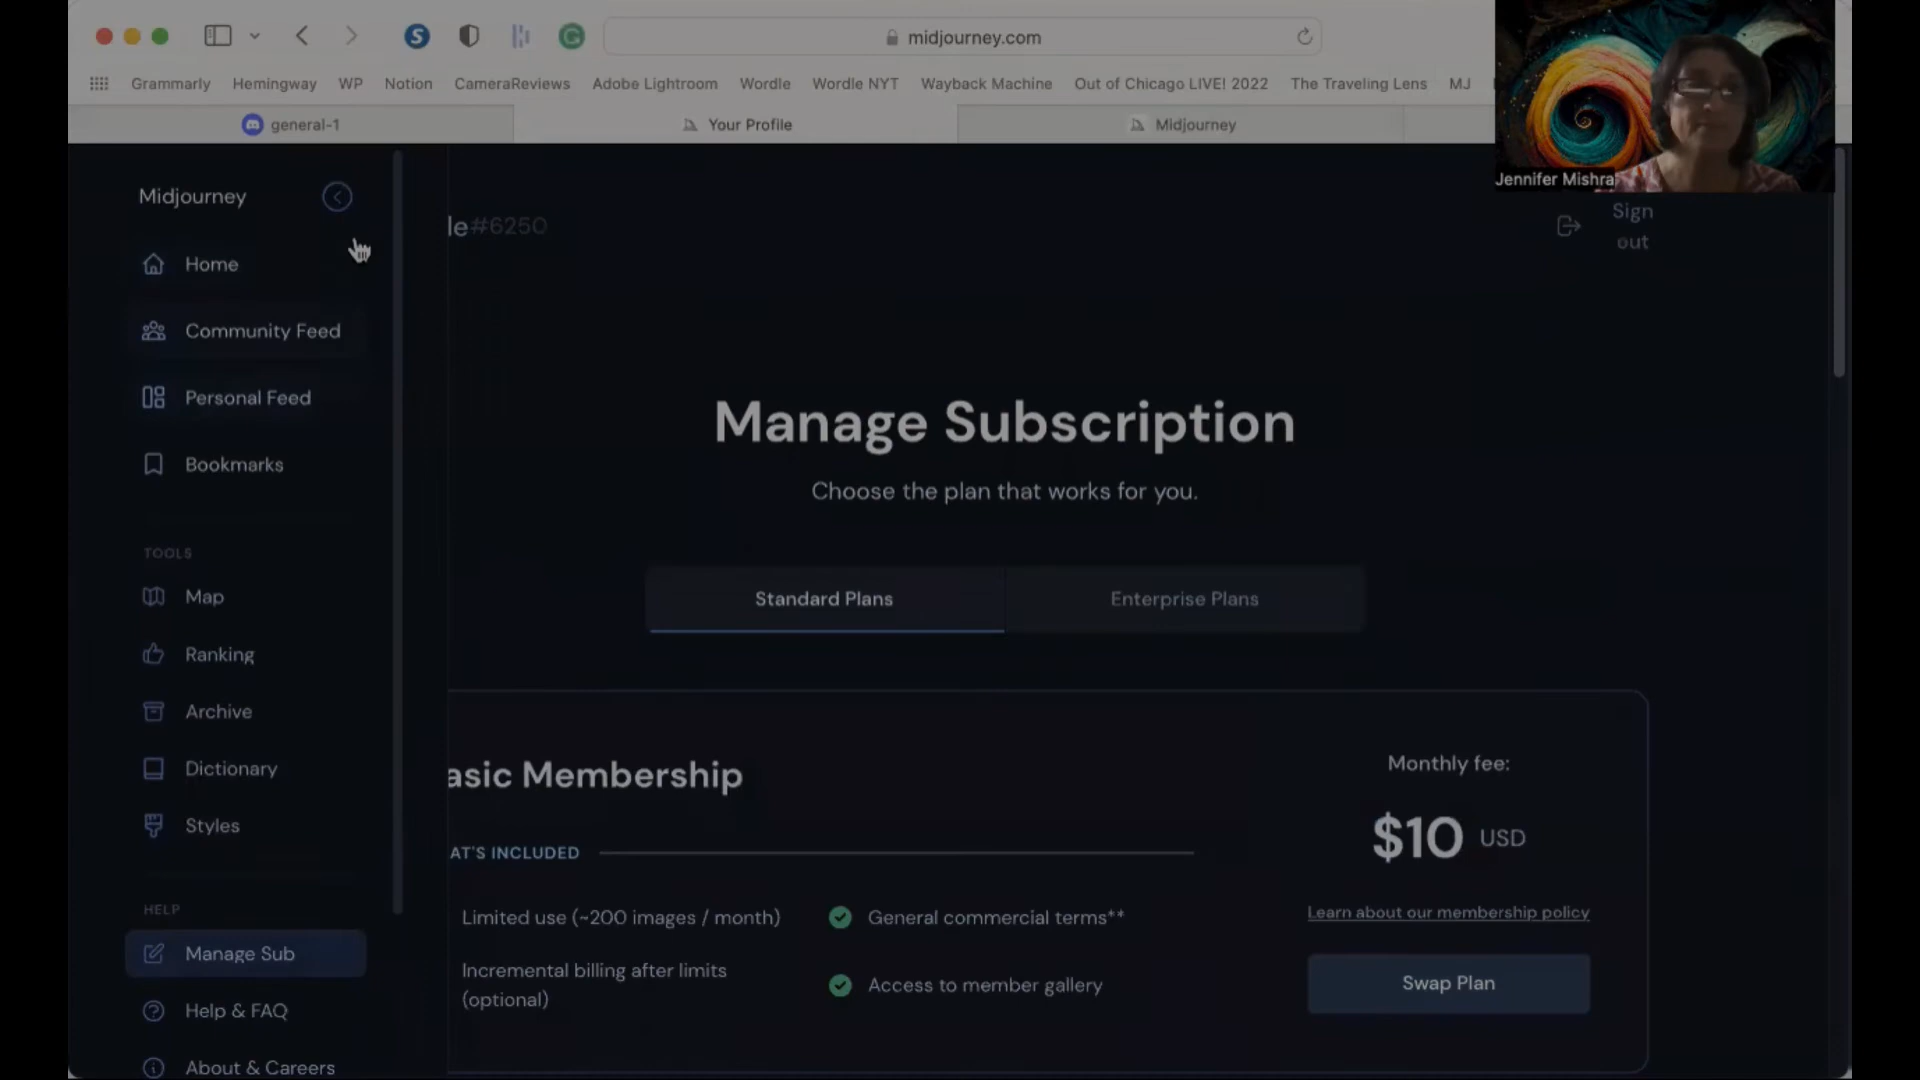 midjourney.com
Grammarly Hemingway WP Notion CameraReviews Adobe Lightroom Wordle Wordle NYT Wayback Machine Out of Chicago LIVE! 2022 The Traveling Lens MJ
general-1 Your Profile Midjourney
Jennifer Mishra
Midjourney
Home
Community Feed
Personal Feed
Bookmarks
TOOLS
Map
Ranking
Archive
Dictionary
Styles
HELP
Manage Sub
Help & FAQ
About & Careers
le#6250
Sign
out
Manage Subscription
Choose the plan that works for you.
Standard Plans Enterprise Plans
asic Membership
AT'S INCLUDED
Limited use (~200 images / month)
General commercial terms**
Incremental billing after limits
(optional)
Access to member gallery
Monthly fee:
$10 USD
Learn about our membership policy
Swap Plan